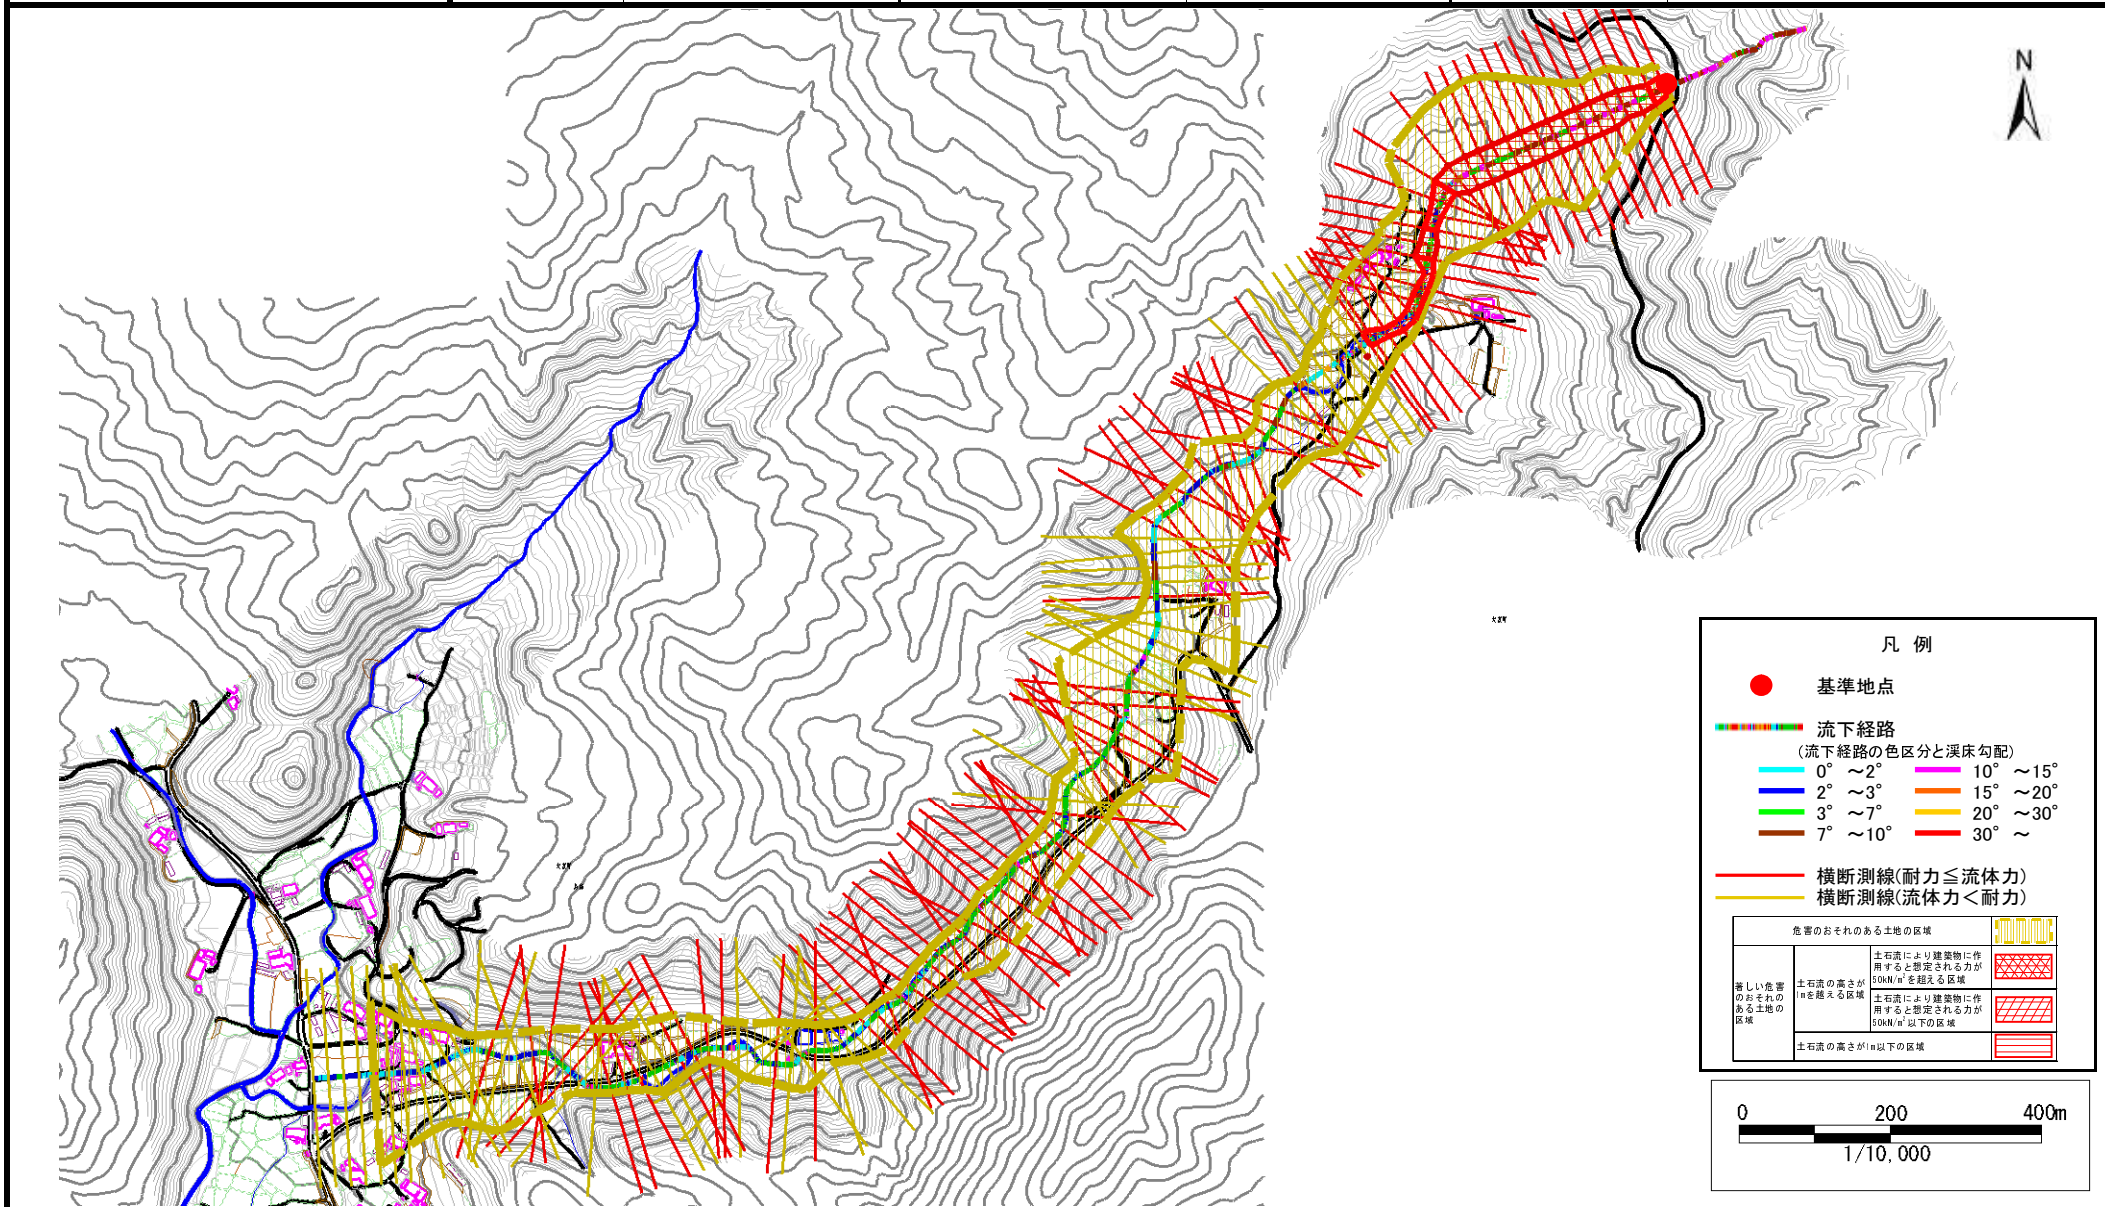 N
凡 例
基準地点
流下経路
(流下経路の色区分と渓床勾配)
0° ～2°
10° ～15°
2° ～3°
15° ～20°
3° ～7°
20° ～30°
7° ～10°
30° ～
横断測線(耐力≦流体力)
横断測線(流体力＜耐力)
危害のおそれのある土地の区域
著しい危害
のおそれの
ある土地の
区域
土石流の高さが
1mを越える区域
土石流により建築物に作
用すると想定される力が
50kN/m²を超える区域
土石流により建築物に作
用すると想定される力が
50kN/m²以下の区域
土石流の高さが1m以下の区域
0 200 400m
1/10,000